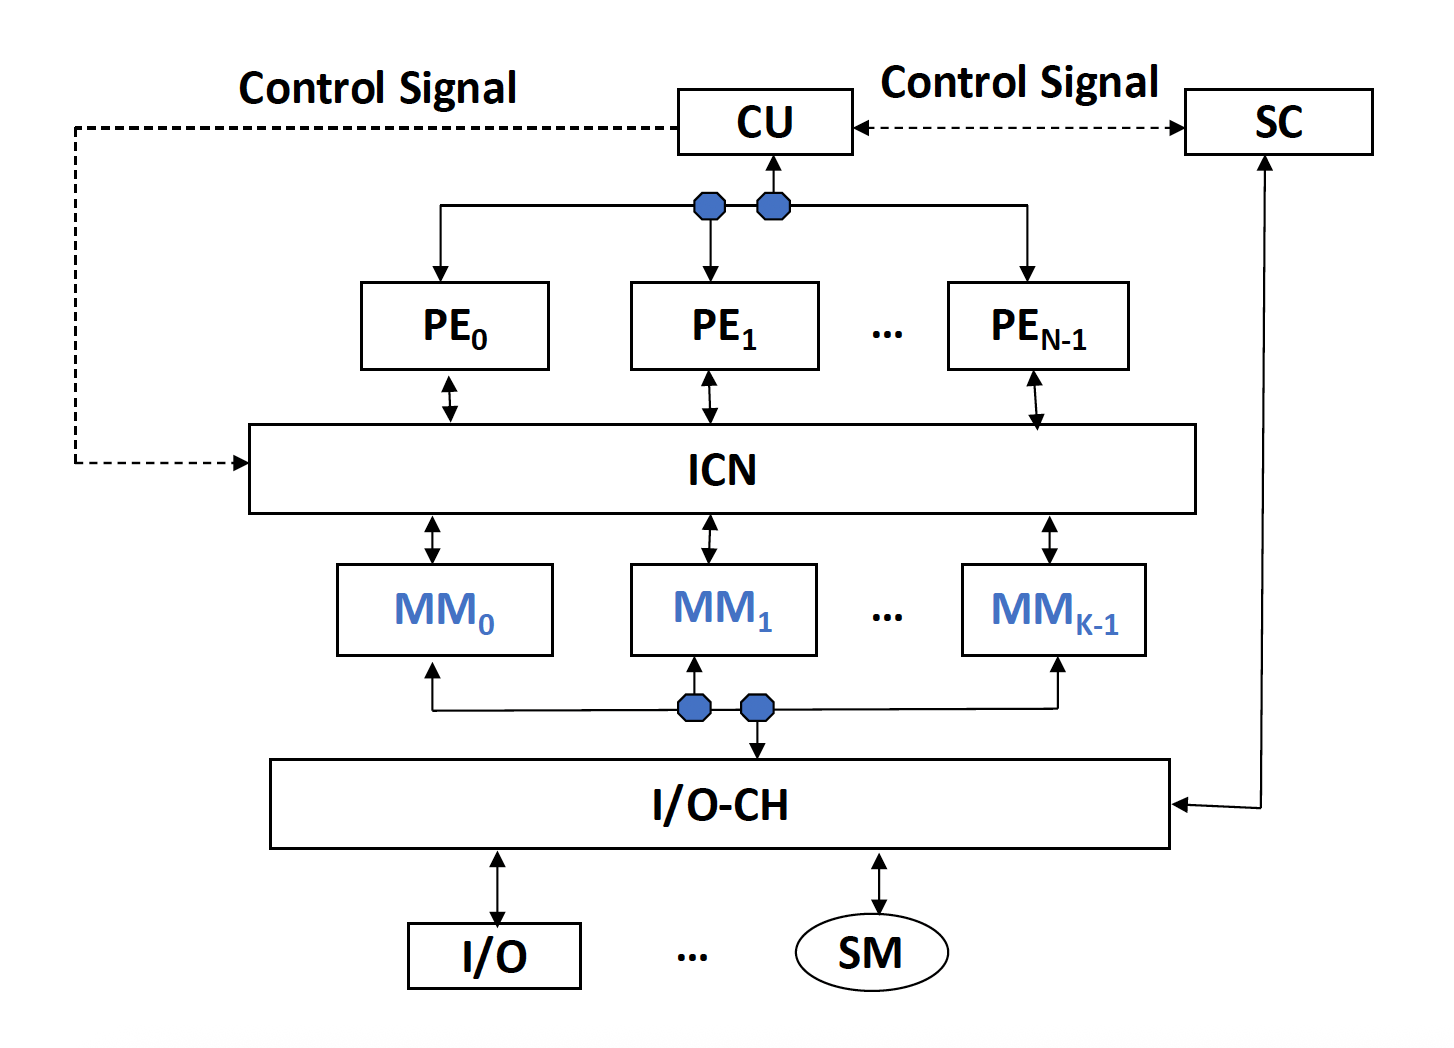 Control Signal
Control Signal
CU
SC
PE0
PE1
...
PEN-1
ICN
MM0
MM1
...
MMK-1
I/O-CH
I/O
...
SM